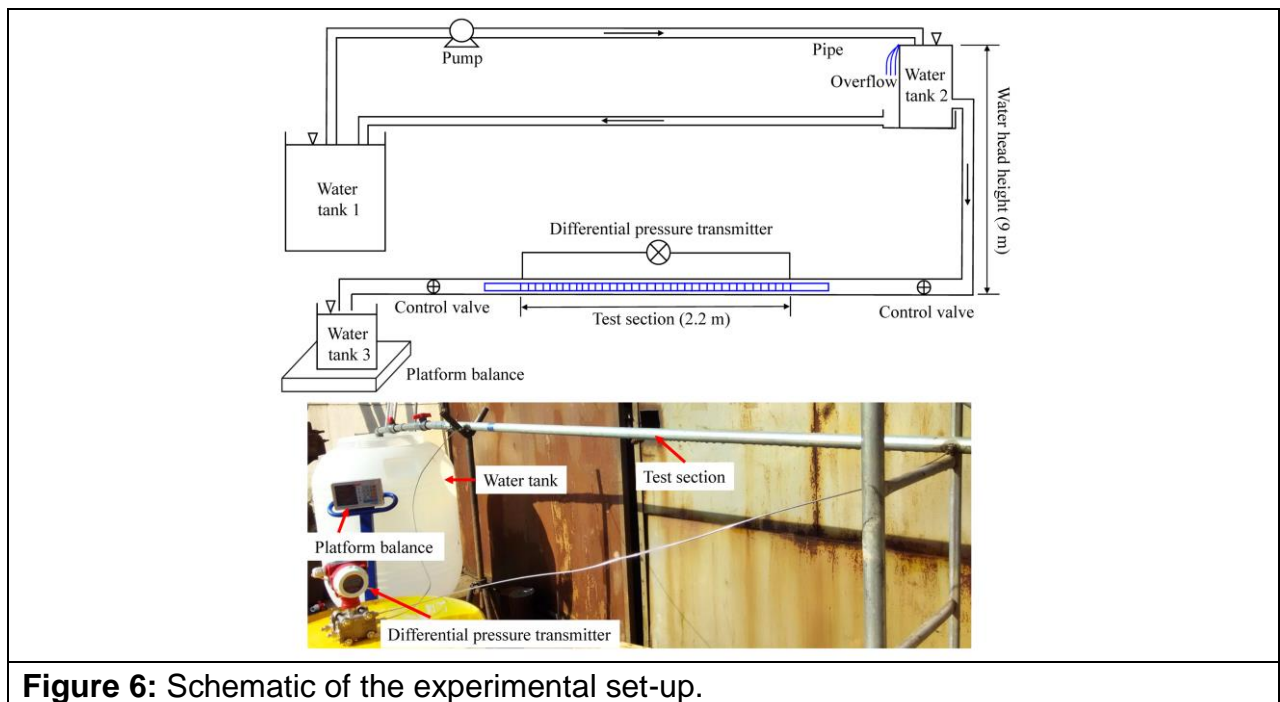 Pump
Pipe
Overflow
Water
tank 2
Water head height (9 m)
Water
tank 1
Differential pressure transmitter
Control valve
Test section (2.2 m)
Control valve
Water
tank 3
Platform balance
Water tank
Test section
Platform balance
Differential pressure transmitter
Figure 6: Schematic of the experimental set-up.